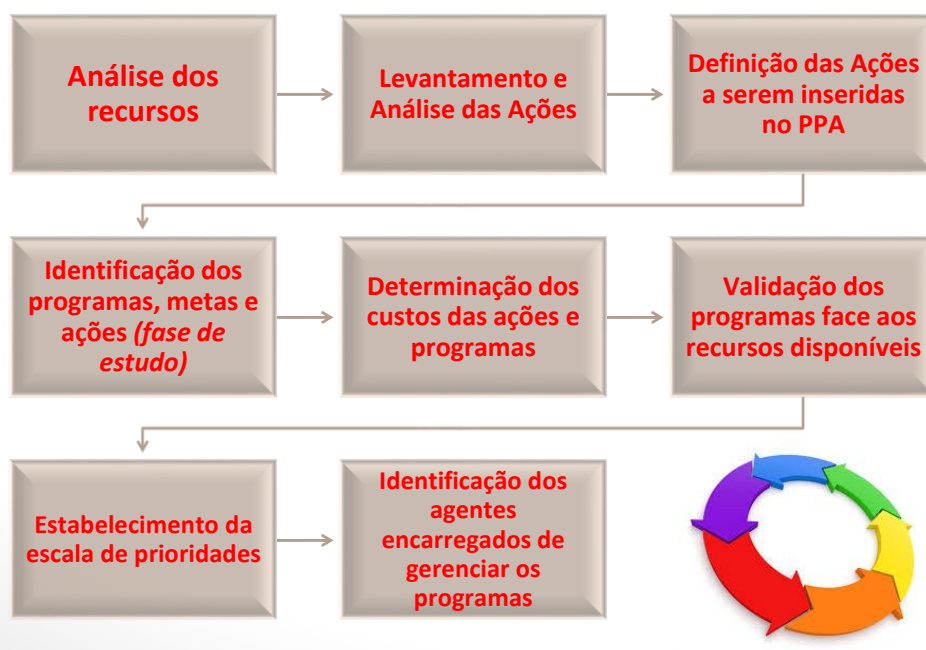 Análise dos
recursos
Levantamento e
Análise das Ações
Definição das Ações
a serem inseridas
no PPA
Identificação dos
programas, metas e
ações (fase de
estudo)
Determinação dos
custos das ações e
programas
Validação dos
programas face aos
recursos disponíveis
Estabelecimento da
escala de prioridades
Identificação dos
agentes
encarregados de
gerenciar os
programas